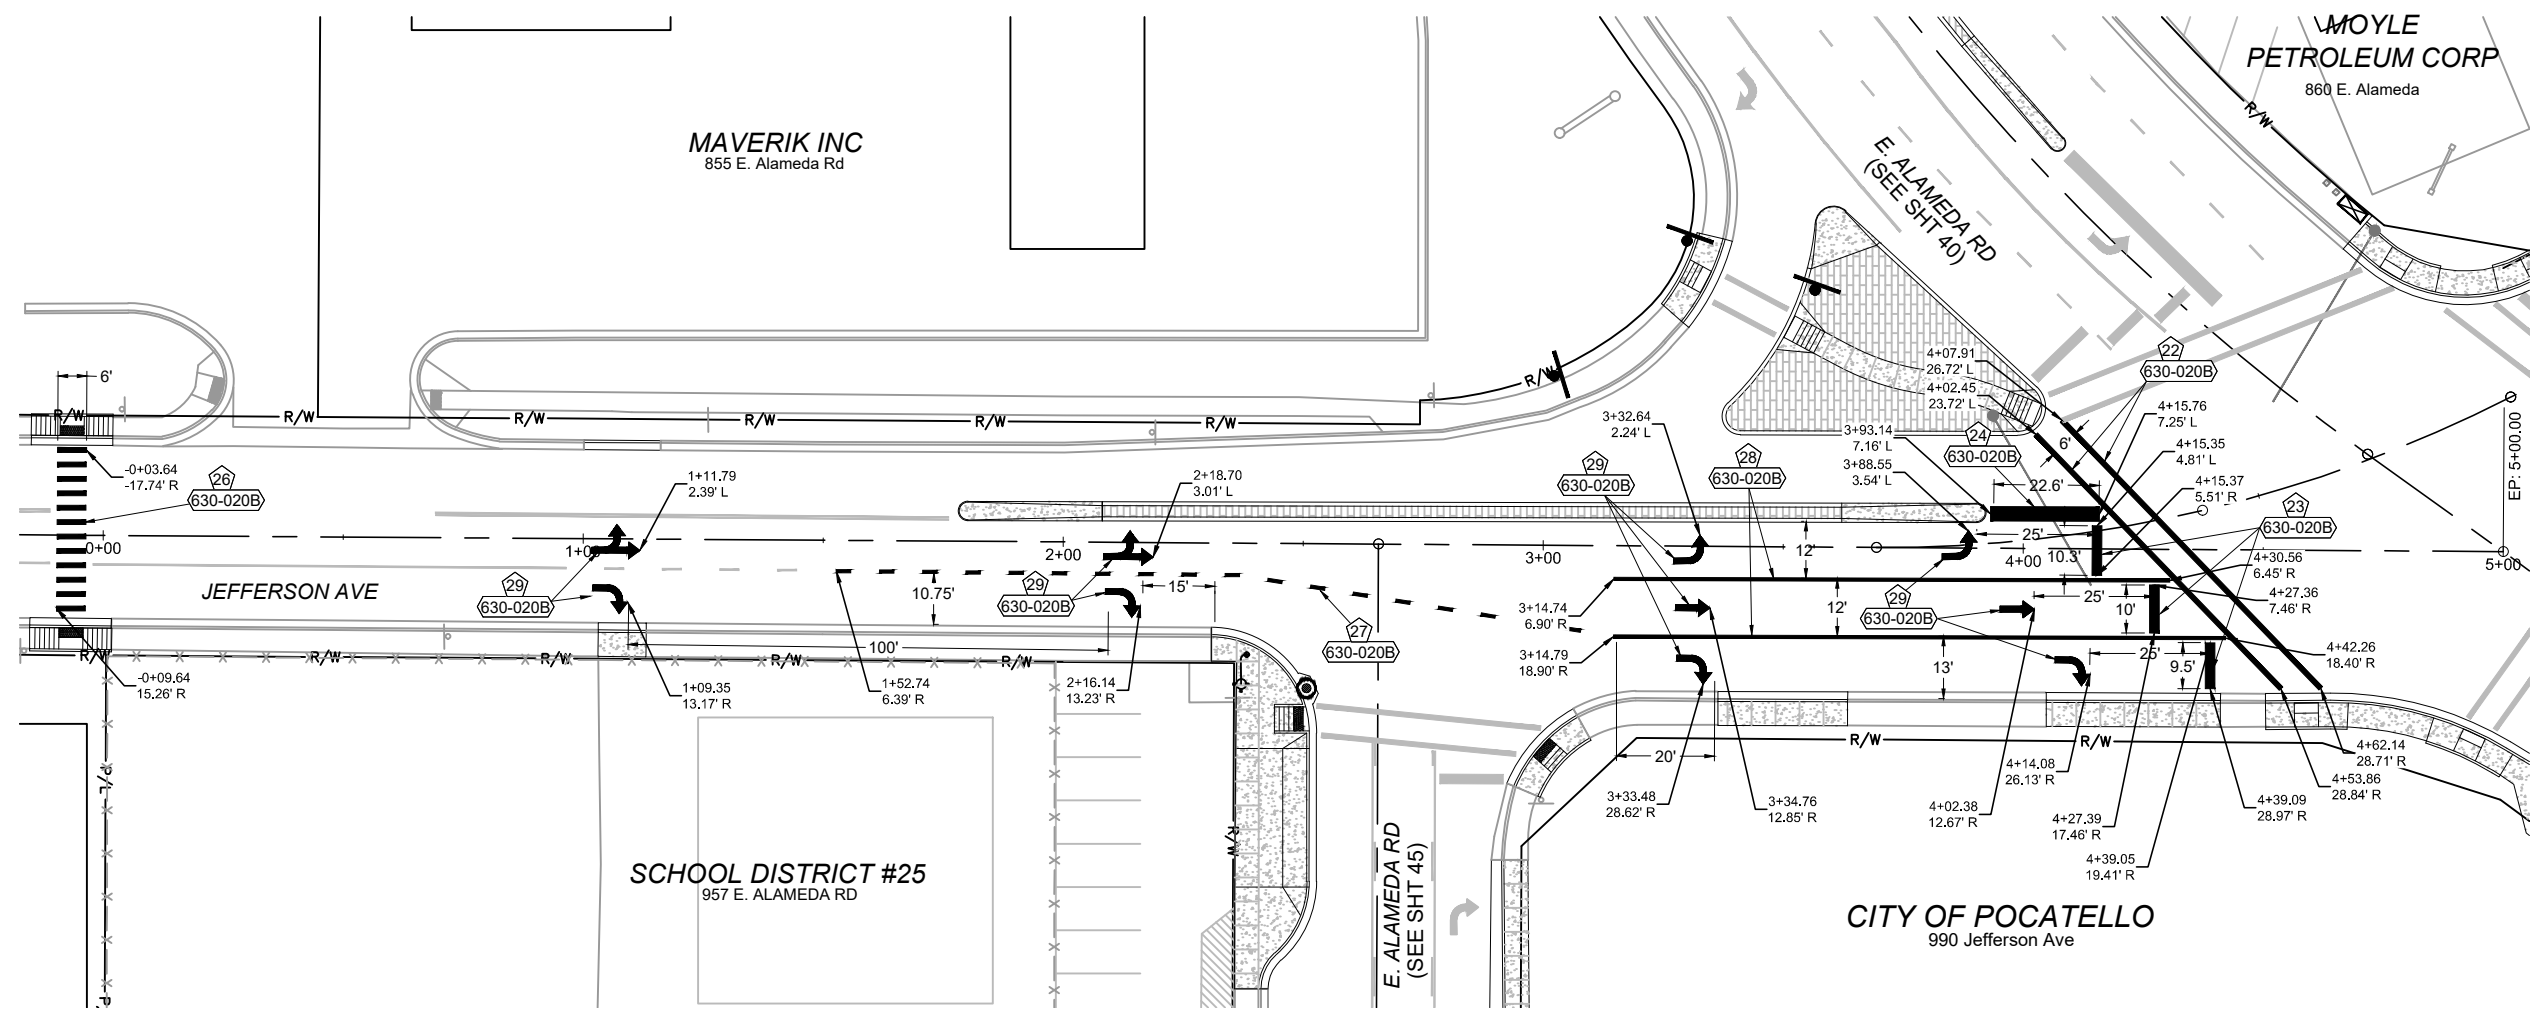 MOYLE
PETROLEUM CORP
860 E. Alameda
R/W
MAVERIK INC
855 E. Alameda Rd
E. ALAMEDA RD
(SEE SHT 40)
6'
R/W
R/W
R/W
R/W
R/W
R/W
R/W
-0+03.64
-17.74' R
26
630-020B
1+11.79
2.39' L
2+18.70
3.01' L
3+32.64
2.24' L
29
630-020B
28
630-020B
4+07.91
26.72' L
4+02.45
23.72' L
3+93.14
7.16' L
3+88.55
3.54' L
24
630-020B
6'
22
630-020B
4+15.76
7.25' L
4+15.35
4.81' L
4+15.37
5.51' R
22.6'
23
630-020B
EP: 5+00.00
0+00
1+00
2+00
3+00
4+00
5+00
12'
25'
10.3'
JEFFERSON AVE
29
630-020B
10.75'
29
630-020B
15'
27
630-020B
3+14.74
6.90' R
12'
29
630-020B
25'
10'
4+30.56
6.45' R
4+27.36
7.46' R
3+14.79
18.90' R
13'
25'
9.5'
4+42.26
18.40' R
R/W
R/W
R/W
R/W
R/W
100'
-0+09.64
15.26' R
1+09.35
13.17' R
1+52.74
6.39' R
2+16.14
13.23' R
20'
R/W
R/W
3+33.48
28.62' R
3+34.76
12.85' R
4+14.08
26.13' R
4+02.38
12.67' R
4+27.39
17.46' R
4+39.05
19.41' R
4+39.09
28.97' R
4+53.86
28.84' R
4+62.14
28.71' R
P/L
P/
R/W
SCHOOL DISTRICT #25
957 E. ALAMEDA RD
E. ALAMEDA RD
(SEE SHT 45)
CITY OF POCATELLO
990 Jefferson Ave